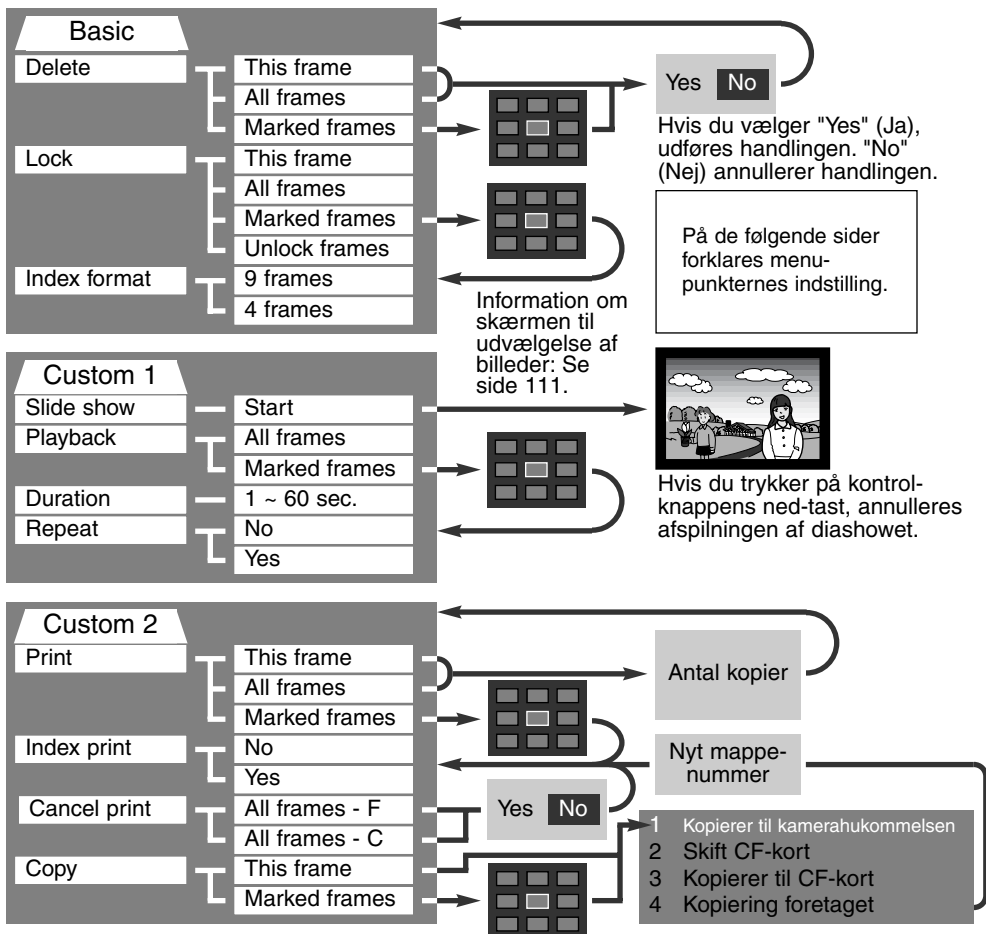 Basic
Delete
This frame
All frames
Marked frames
Lock
This frame
All frames
Marked frames
Unlock frames
Index format
9 frames
4 frames
Yes No
Hvis du vælger "Yes" (Ja),
udføres handlingen. "No"
(Nej) annullerer handlingen.
På de følgende sider
forklares menu-
punkternes indstilling.
Information om
skærmen til
udvælgelse af
billeder: Se
side 111.
Custom 1
Slide show
Start
Playback
All frames
Marked frames
Duration
1 ~ 60 sec.
Repeat
No
Yes
Hvis du trykker på kontrol-
knappens ned-tast, annulleres
afspilningen af diashowet.
Custom 2
Print
This frame
All frames
Marked frames
Index print
No
Yes
Cancel print
All frames - F
All frames - C
Copy
This frame
Marked frames
Antal kopier
Nyt mappe-
nummer
Yes No
1 Kopierer til kamerahukommelsen
2 Skift CF-kort
3 Kopierer til CF-kort
4 Kopiering foretaget